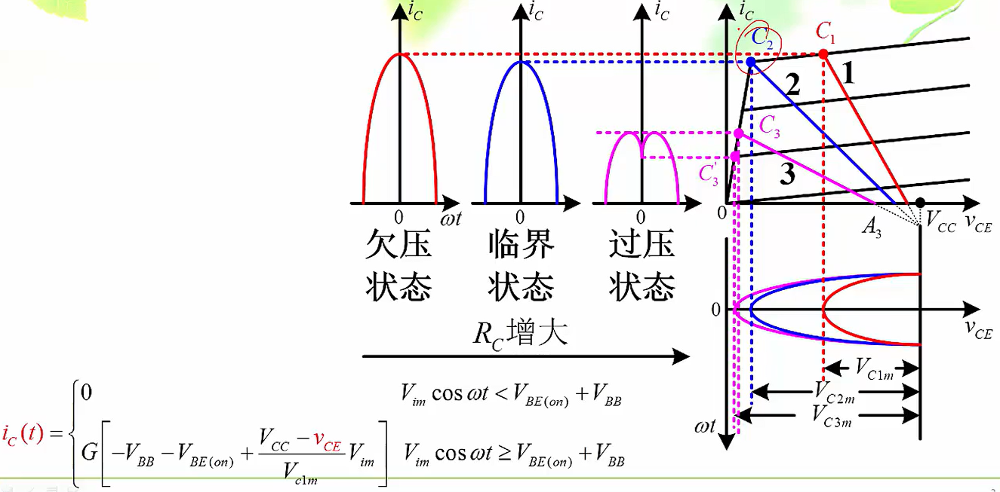 i_C i_C i_C i_C
C_2 C_1
2 1
C_3
C_3' 3
0 ωt 0 0 0 A_3 V_CC v_CE
欠压 临界 过压
状态 状态 状态
0 v_CE
R_C增大
V_C1m
V_C2m
V_C3m
ωt
i_C(t) = { 0 V_im cos ωt < V_BE(on) + V_BB
G[-V_BB - V_BE(on) + (V_CC - v_CE)/V_c1m V_im] V_im cos ωt ≥ V_BE(on) + V_BB